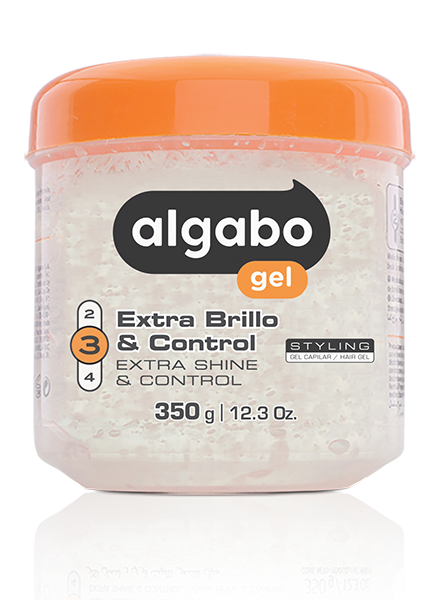 algabo
gel
2
3
4
Extra Brillo
& Control
EXTRA SHINE
& CONTROL
STYLING
GEL CAPILAR / HAIR GEL
350 g | 12.3 Oz.